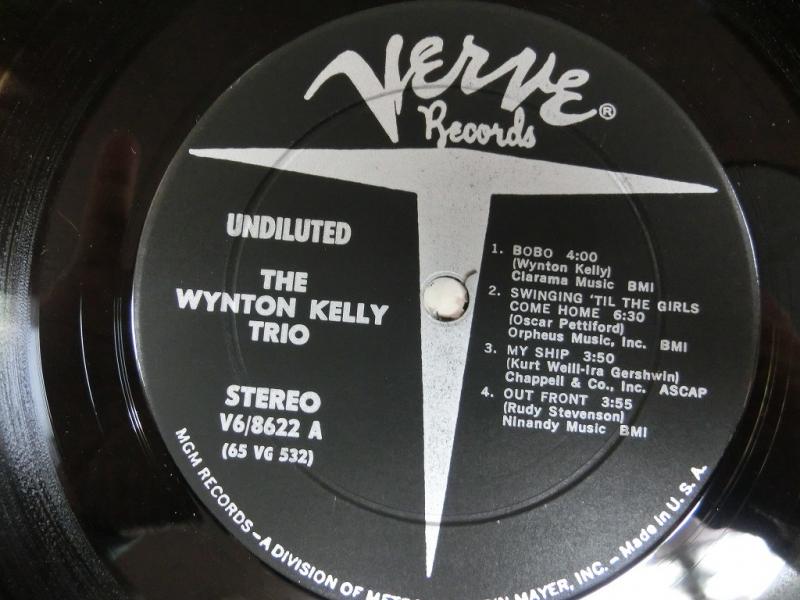 VERVE®
Records
UNDILUTED
THE
WYNTON KELLY
TRIO
STEREO
V6/8622 A
(65 VG 532)
1. BOBO 4:00
(Wynton Kelly)
Clarama Music BMI
2. SWINGING 'TIL THE GIRLS
COME HOME 6:30
(Oscar Pettiford)
Orpheus Music, Inc. BMI
3. MY SHIP 3:50
(Kurt Weill-Ira Gershwin)
Chappell & Co., Inc. ASCAP
4. OUT FRONT 3:55
(Rudy Stevenson)
Ninandy Music BMI
MGM RECORDS – A DIVISION OF MAYER, INC. – Made in U. S. A.